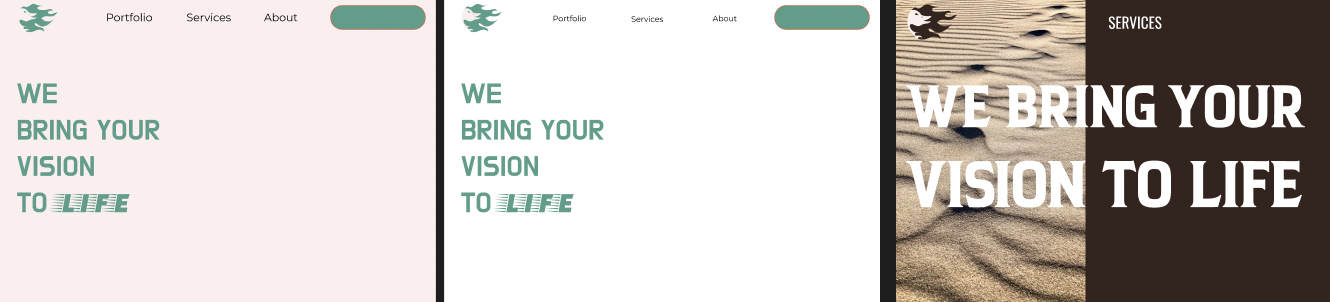 Portfolio Services About
WE
BRING YOUR
VISION
TO LIFE
Portfolio Services About
WE
BRING YOUR
VISION
TO LIFE
SERVICES
WE BRING YOUR
VISION TO LIFE